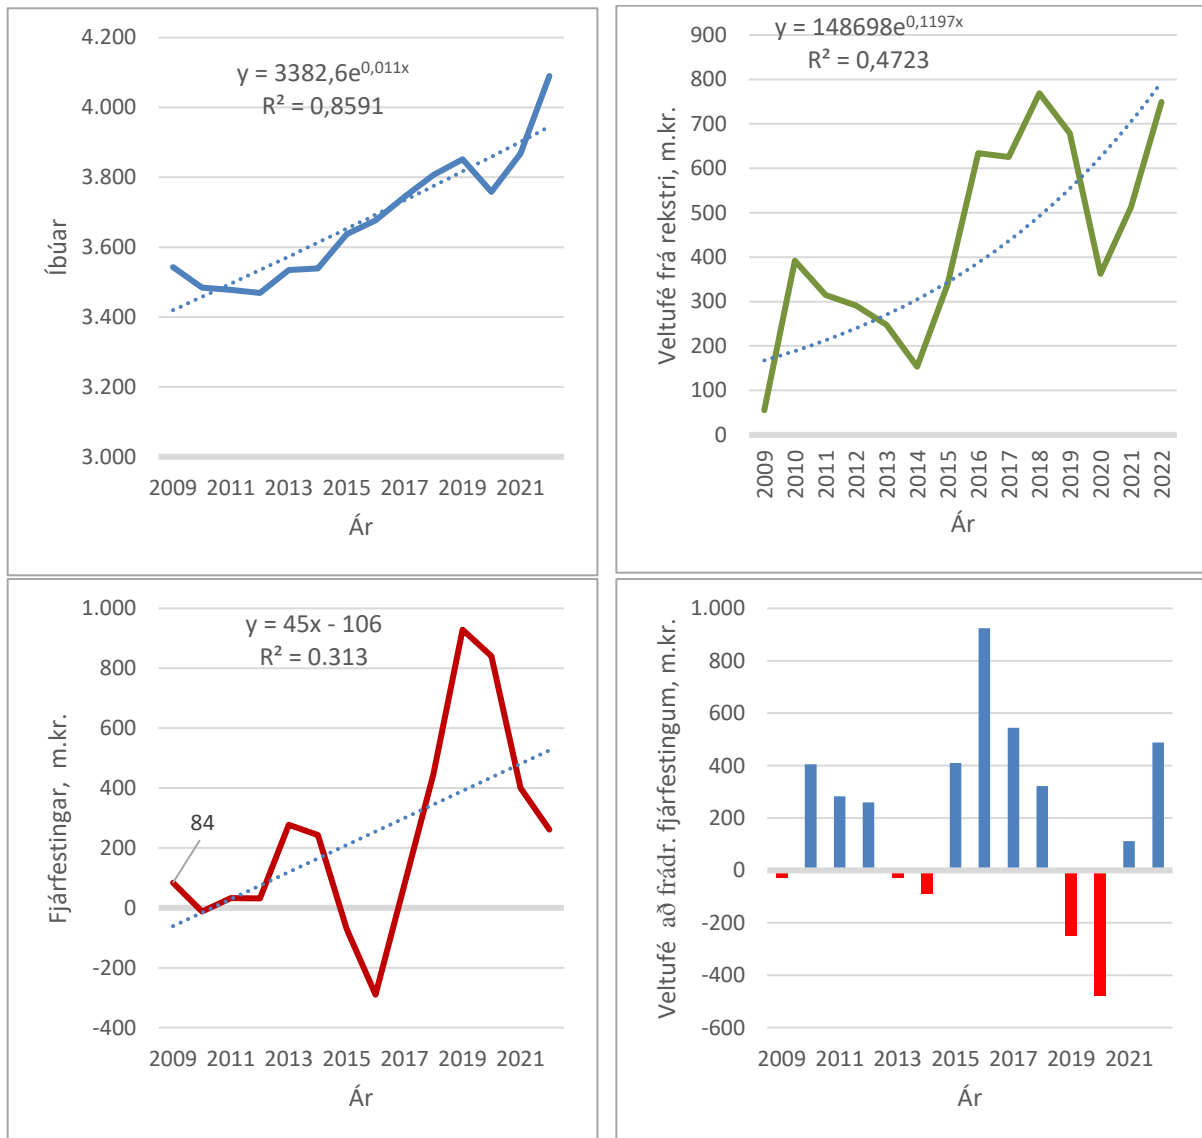 4.200
4.000
3.800
3.600
3.400
3.200
3.000
Íbúar
y = 3382,6e^0,011x
R² = 0,8591
2009 2011 2013 2015 2017 2019 2021
Ár
900
800
700
600
500
400
300
200
100
0
Veltufé frá rekstri, m.kr.
y = 148698e^0,1197x
R² = 0,4723
2009 2010 2011 2012 2013 2014 2015 2016 2017 2018 2019 2020 2021 2022
Ár
1.000
800
600
400
200
0
-200
-400
Fjárfestingar, m.kr.
y = 45x - 106
R² = 0.313
84
2009 2011 2013 2015 2017 2019 2021
Ár
1.000
800
600
400
200
0
-200
-400
-600
Veltufé að frádr. fjárfestingum, m.kr.
2009 2011 2013 2015 2017 2019 2021
Ár